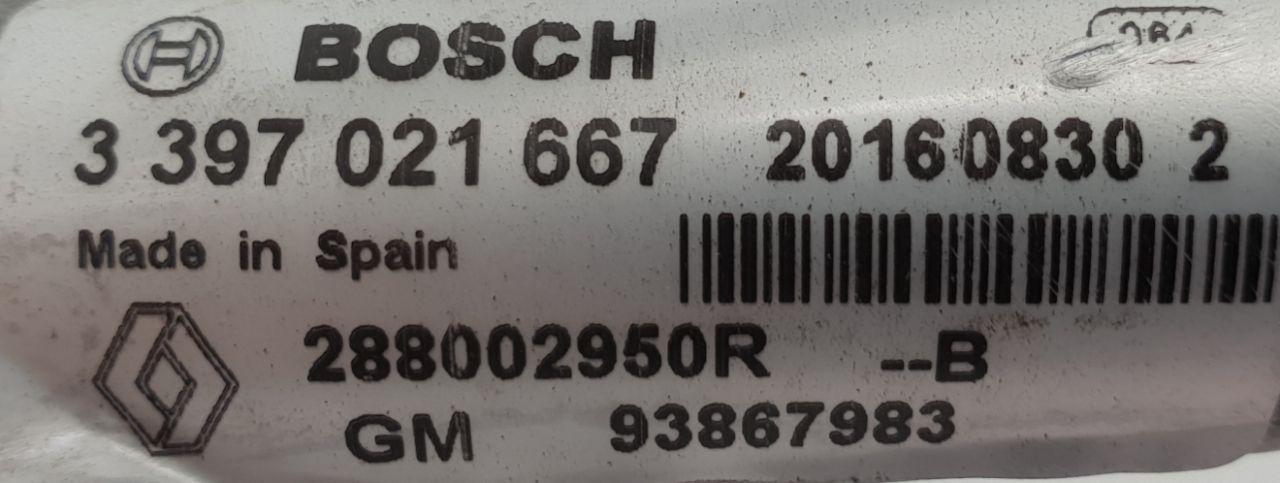 BOSCH
3 397 021 667 20160830 2
Made in Spain
288002950R --B
GM 93867983